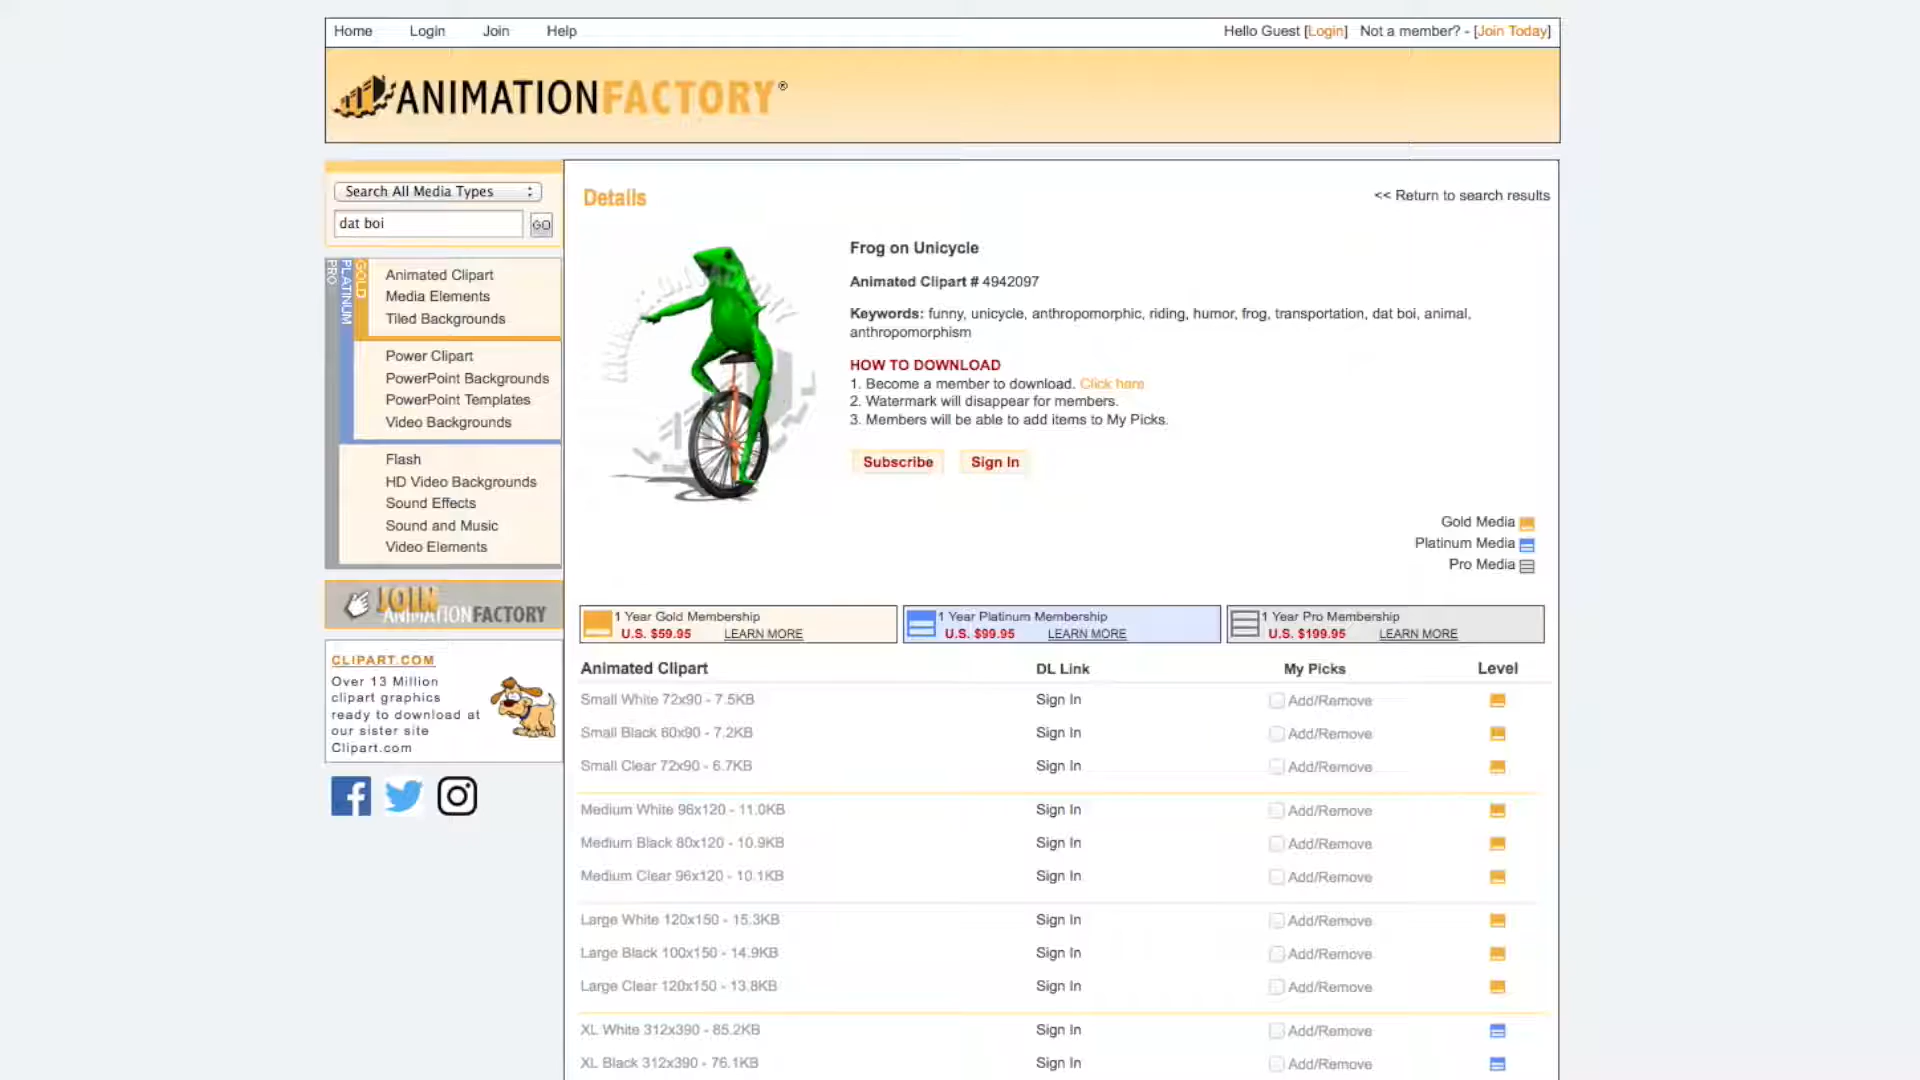 Home Login Join Help
Hello Guest [Login] Not a member? - [Join Today]
ANIMATIONFACTORY®
Search All Media Types
dat boi
GO
PRO
PLATINUM
GOLD
Animated Clipart
Media Elements
Tiled Backgrounds
Power Clipart
PowerPoint Backgrounds
PowerPoint Templates
Video Backgrounds
Flash
HD Video Backgrounds
Sound Effects
Sound and Music
Video Elements
JOIN
ANIMATIONFACTORY
CLIPART.COM
Over 13 Million
clipart graphics
ready to download at
our sister site
Clipart.com
Details
<< Return to search results
ANIMATION FACTORY
Frog on Unicycle
Animated Clipart # 4942097
Keywords: funny, unicycle, anthropomorphic, riding, humor, frog, transportation, dat boi, animal,
anthropomorphism
HOW TO DOWNLOAD
1. Become a member to download. Click here
2. Watermark will disappear for members.
3. Members will be able to add items to My Picks.
Subscribe Sign In
Gold Media
Platinum Media
Pro Media
1 Year Gold Membership
U.S. $59.95 LEARN MORE
1 Year Platinum Membership
U.S. $99.95 LEARN MORE
1 Year Pro Membership
U.S. $199.95 LEARN MORE
Animated Clipart DL Link My Picks Level
Small White 72x90 - 7.5KB Sign In Add/Remove
Small Black 60x90 - 7.2KB Sign In Add/Remove
Small Clear 72x90 - 6.7KB Sign In Add/Remove
Medium White 96x120 - 11.0KB Sign In Add/Remove
Medium Black 80x120 - 10.9KB Sign In Add/Remove
Medium Clear 96x120 - 10.1KB Sign In Add/Remove
Large White 120x150 - 15.3KB Sign In Add/Remove
Large Black 100x150 - 14.9KB Sign In Add/Remove
Large Clear 120x150 - 13.8KB Sign In Add/Remove
XL White 312x390 - 85.2KB Sign In Add/Remove
XL Black 312x390 - 76.1KB Sign In Add/Remove